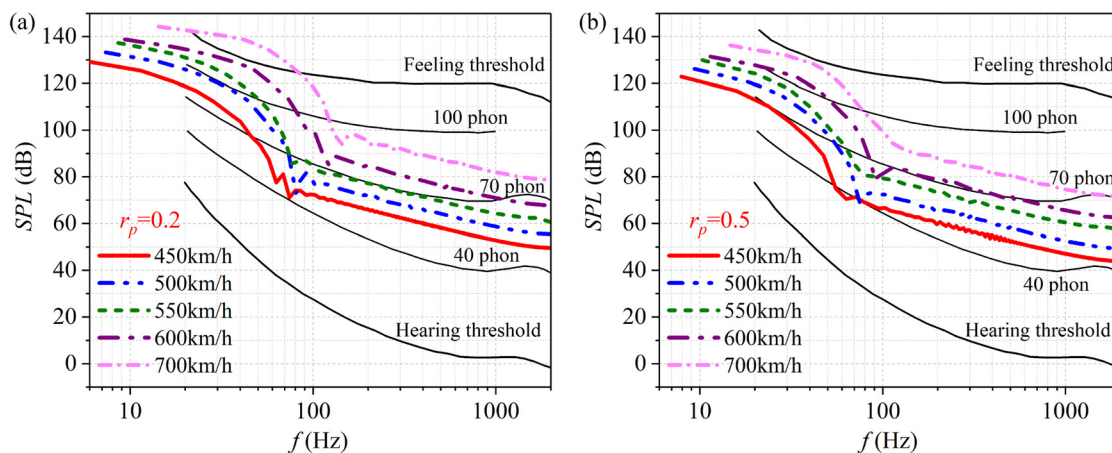 (a)
140
120
100
80
60
40
20
0
SPL (dB)
Feeling threshold
100 phon
70 phon
40 phon
Hearing threshold
r_p=0.2
450km/h
500km/h
550km/h
600km/h
700km/h
10 100 1000
f (Hz)
(b)
140
120
100
80
60
40
20
0
SPL (dB)
Feeling threshold
100 phon
70 phon
40 phon
Hearing threshold
r_p=0.5
450km/h
500km/h
550km/h
600km/h
700km/h
10 100 1000
f (Hz)